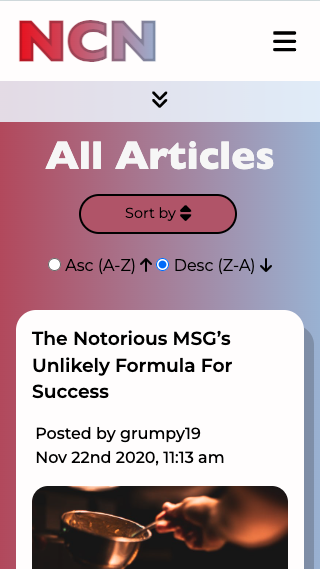 NCN
All Articles
Sort by
Asc (A-Z)
Desc (Z-A)
The Notorious MSG’s
Unlikely Formula For
Success
Posted by grumpy19
Nov 22nd 2020, 11:13 am